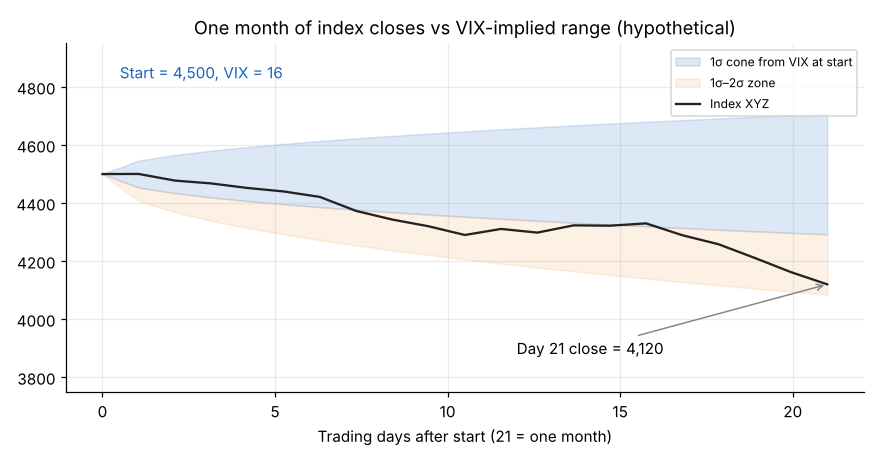 One month of index closes vs VIX-implied range (hypothetical)
Start = 4,500, VIX = 16
1σ cone from VIX at start
1σ–2σ zone
Index XYZ
4800
4600
4400
4200
4000
3800
Day 21 close = 4,120
0
5
10
15
20
Trading days after start (21 = one month)